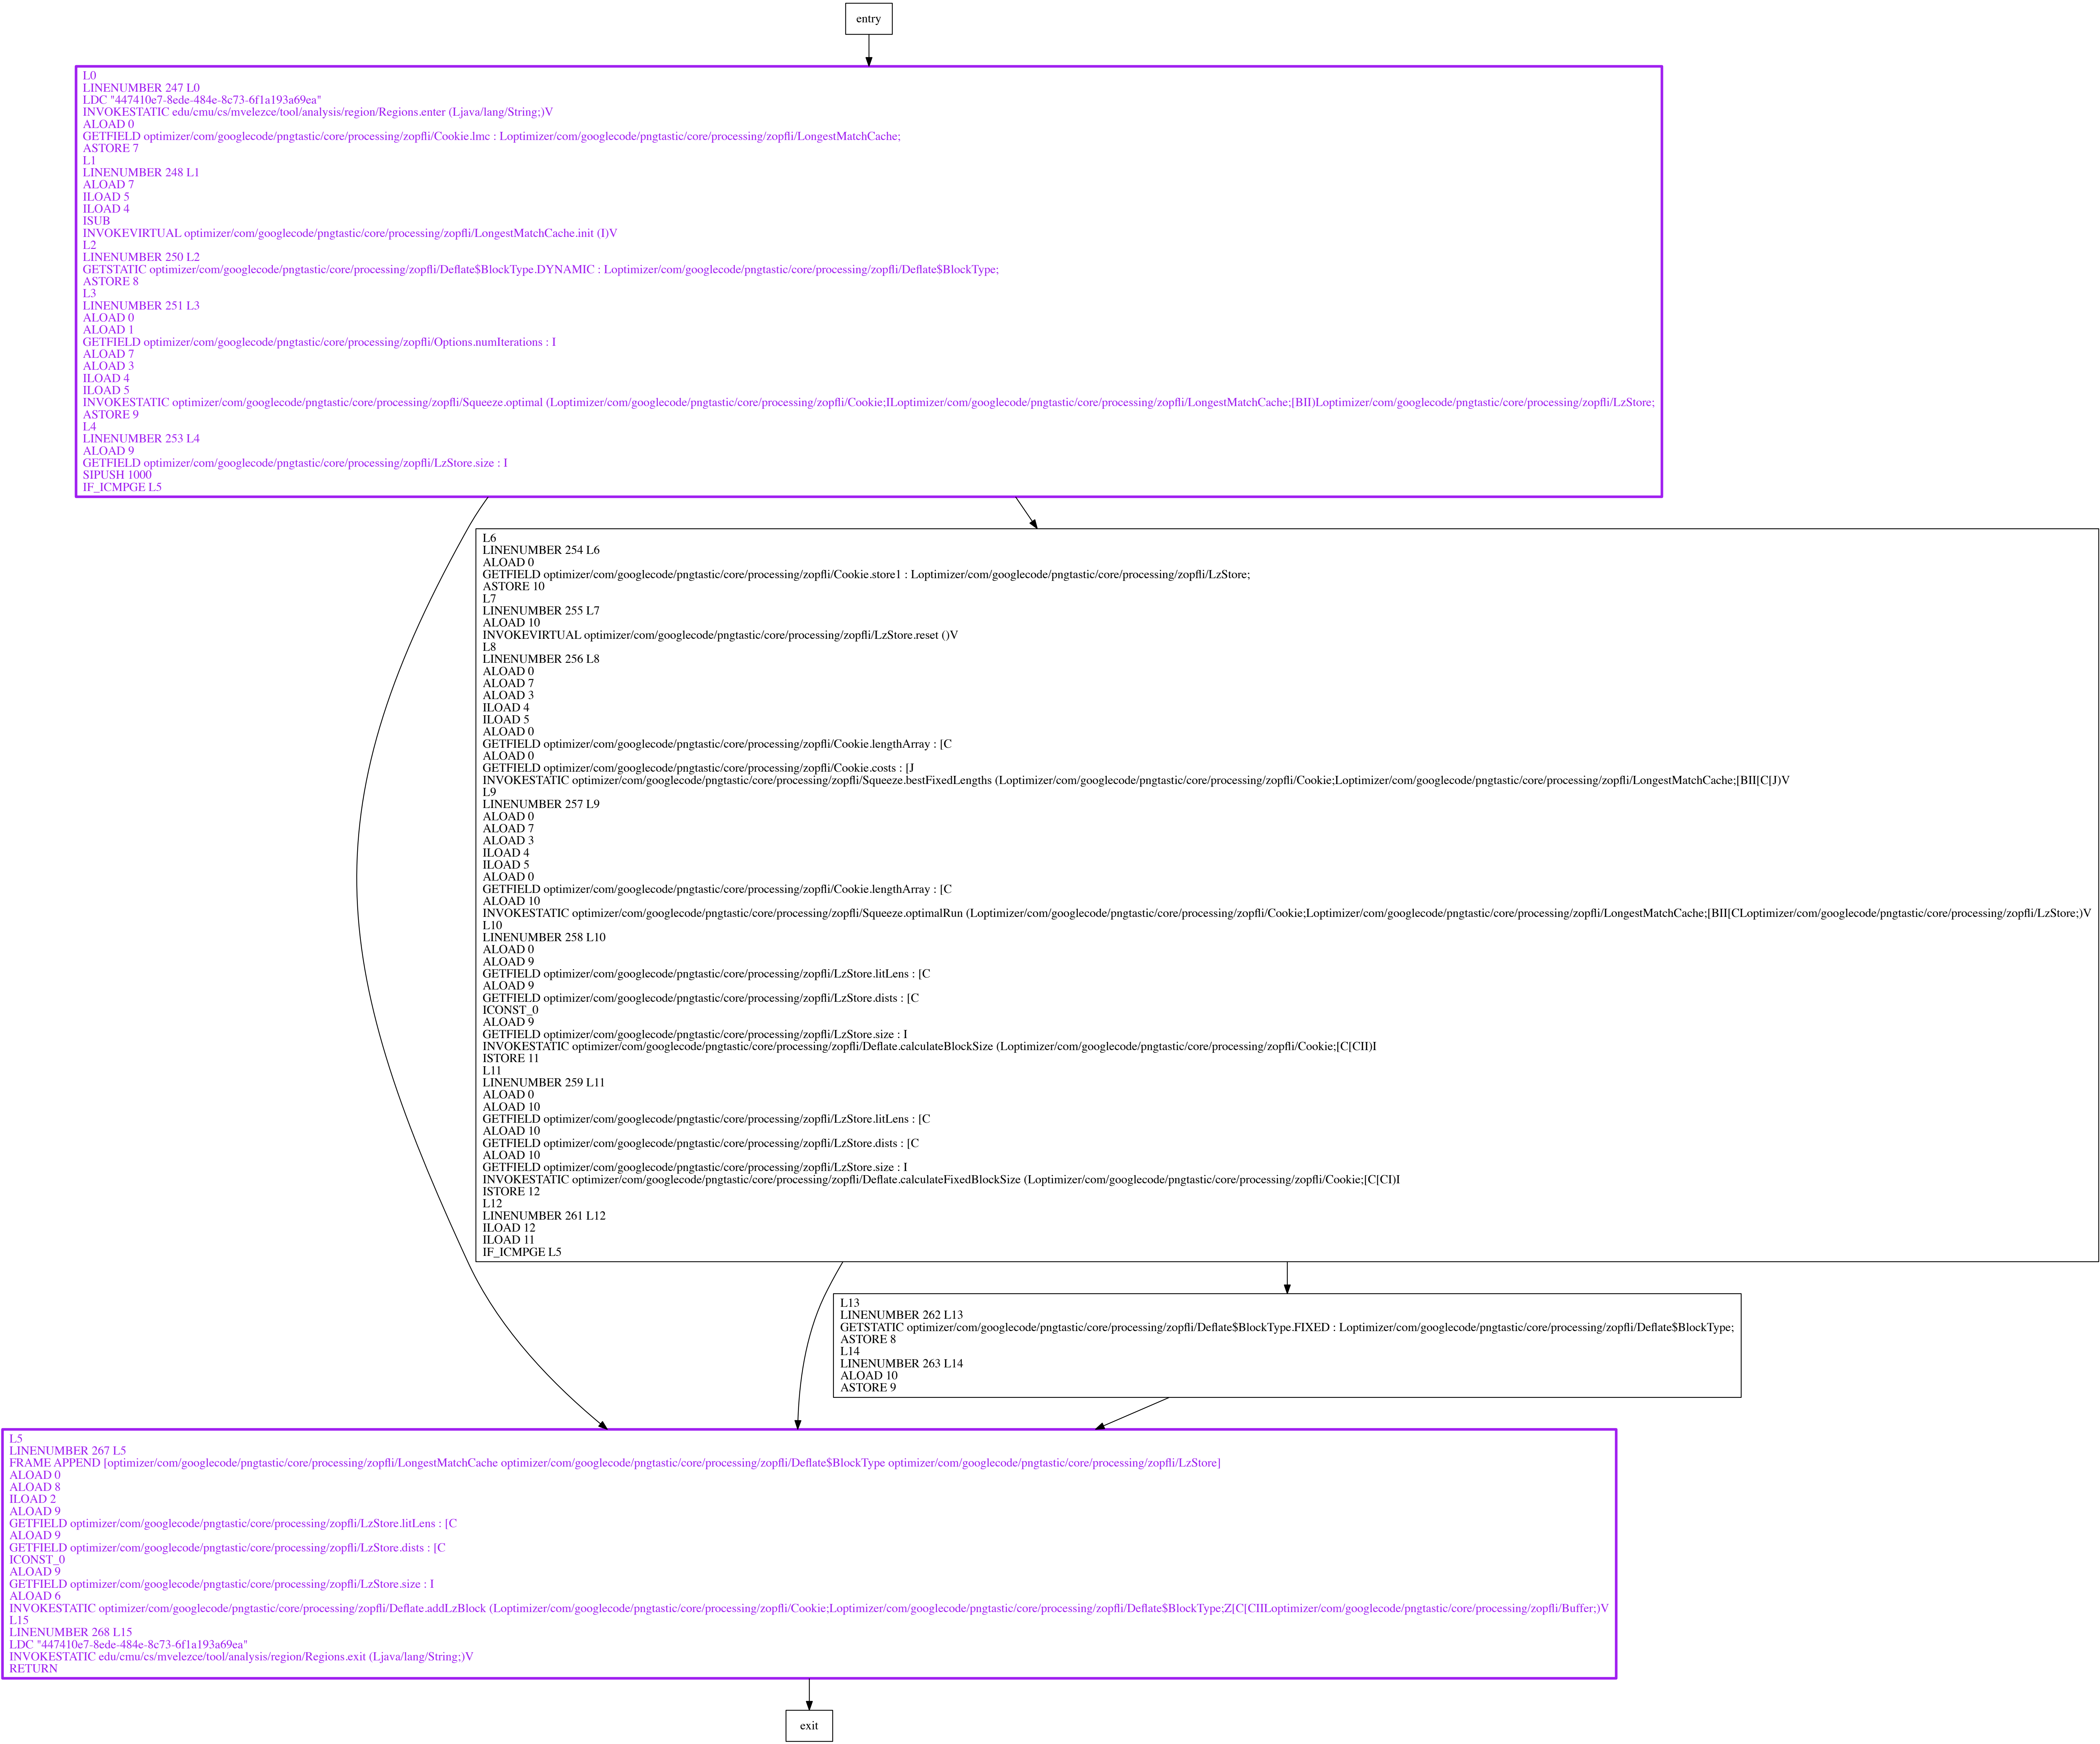 entry
L0
LINENUMBER 247 L0
LDC "447410e7-8ede-484e-8c73-6f1a193a69ea"
INVOKESTATIC edu/cmu/cs/mvelezce/tool/analysis/region/Regions.enter (Ljava/lang/String;)V
ALOAD 0
GETFIELD optimizer/com/googlecode/pngtastic/core/processing/zopfli/Cookie.lmc : Loptimizer/com/googlecode/pngtastic/core/processing/zopfli/LongestMatchCache;
ASTORE 7
L1
LINENUMBER 248 L1
ALOAD 7
ILOAD 5
ILOAD 4
ISUB
INVOKEVIRTUAL optimizer/com/googlecode/pngtastic/core/processing/zopfli/LongestMatchCache.init (I)V
L2
LINENUMBER 250 L2
GETSTATIC optimizer/com/googlecode/pngtastic/core/processing/zopfli/Deflate$BlockType.DYNAMIC : Loptimizer/com/googlecode/pngtastic/core/processing/zopfli/Deflate$BlockType;
ASTORE 8
L3
LINENUMBER 251 L3
ALOAD 0
ALOAD 1
GETFIELD optimizer/com/googlecode/pngtastic/core/processing/zopfli/Options.numIterations : I
ALOAD 7
ALOAD 3
ILOAD 4
ILOAD 5
INVOKESTATIC optimizer/com/googlecode/pngtastic/core/processing/zopfli/Squeeze.optimal (Loptimizer/com/googlecode/pngtastic/core/processing/zopfli/Cookie;ILoptimizer/com/googlecode/pngtastic/core/processing/zopfli/LongestMatchCache;[BII)Loptimizer/com/googlecode/pngtastic/core/processing/zopfli/LzStore;
ASTORE 9
L4
LINENUMBER 253 L4
ALOAD 9
GETFIELD optimizer/com/googlecode/pngtastic/core/processing/zopfli/LzStore.size : I
SIPUSH 1000
IF_ICMPGE L5
L6
LINENUMBER 254 L6
ALOAD 0
GETFIELD optimizer/com/googlecode/pngtastic/core/processing/zopfli/Cookie.store1 : Loptimizer/com/googlecode/pngtastic/core/processing/zopfli/LzStore;
ASTORE 10
L7
LINENUMBER 255 L7
ALOAD 10
INVOKEVIRTUAL optimizer/com/googlecode/pngtastic/core/processing/zopfli/LzStore.reset ()V
L8
LINENUMBER 256 L8
ALOAD 0
ALOAD 7
ALOAD 3
ILOAD 4
ILOAD 5
ALOAD 0
GETFIELD optimizer/com/googlecode/pngtastic/core/processing/zopfli/Cookie.lengthArray : [C
ALOAD 0
GETFIELD optimizer/com/googlecode/pngtastic/core/processing/zopfli/Cookie.costs : [J
INVOKESTATIC optimizer/com/googlecode/pngtastic/core/processing/zopfli/Squeeze.bestFixedLengths (Loptimizer/com/googlecode/pngtastic/core/processing/zopfli/Cookie;Loptimizer/com/googlecode/pngtastic/core/processing/zopfli/LongestMatchCache;[BII[C[J)V
L9
LINENUMBER 257 L9
ALOAD 0
ALOAD 7
ALOAD 3
ILOAD 4
ILOAD 5
ALOAD 0
GETFIELD optimizer/com/googlecode/pngtastic/core/processing/zopfli/Cookie.lengthArray : [C
ALOAD 10
INVOKESTATIC optimizer/com/googlecode/pngtastic/core/processing/zopfli/Squeeze.optimalRun (Loptimizer/com/googlecode/pngtastic/core/processing/zopfli/Cookie;Loptimizer/com/googlecode/pngtastic/core/processing/zopfli/LongestMatchCache;[BII[CLoptimizer/com/googlecode/pngtastic/core/processing/zopfli/LzStore;)V
L10
LINENUMBER 258 L10
ALOAD 0
ALOAD 9
GETFIELD optimizer/com/googlecode/pngtastic/core/processing/zopfli/LzStore.litLens : [C
ALOAD 9
GETFIELD optimizer/com/googlecode/pngtastic/core/processing/zopfli/LzStore.dists : [C
ICONST_0
ALOAD 9
GETFIELD optimizer/com/googlecode/pngtastic/core/processing/zopfli/LzStore.size : I
INVOKESTATIC optimizer/com/googlecode/pngtastic/core/processing/zopfli/Deflate.calculateBlockSize (Loptimizer/com/googlecode/pngtastic/core/processing/zopfli/Cookie;[C[CII)I
ISTORE 11
L11
LINENUMBER 259 L11
ALOAD 0
ALOAD 10
GETFIELD optimizer/com/googlecode/pngtastic/core/processing/zopfli/LzStore.litLens : [C
ALOAD 10
GETFIELD optimizer/com/googlecode/pngtastic/core/processing/zopfli/LzStore.dists : [C
ALOAD 10
GETFIELD optimizer/com/googlecode/pngtastic/core/processing/zopfli/LzStore.size : I
INVOKESTATIC optimizer/com/googlecode/pngtastic/core/processing/zopfli/Deflate.calculateFixedBlockSize (Loptimizer/com/googlecode/pngtastic/core/processing/zopfli/Cookie;[C[CI)I
ISTORE 12
L12
LINENUMBER 261 L12
ILOAD 12
ILOAD 11
IF_ICMPGE L5
L13
LINENUMBER 262 L13
GETSTATIC optimizer/com/googlecode/pngtastic/core/processing/zopfli/Deflate$BlockType.FIXED : Loptimizer/com/googlecode/pngtastic/core/processing/zopfli/Deflate$BlockType;
ASTORE 8
L14
LINENUMBER 263 L14
ALOAD 10
ASTORE 9
L5
LINENUMBER 267 L5
FRAME APPEND [optimizer/com/googlecode/pngtastic/core/processing/zopfli/LongestMatchCache optimizer/com/googlecode/pngtastic/core/processing/zopfli/Deflate$BlockType optimizer/com/googlecode/pngtastic/core/processing/zopfli/LzStore]
ALOAD 0
ALOAD 8
ILOAD 2
ALOAD 9
GETFIELD optimizer/com/googlecode/pngtastic/core/processing/zopfli/LzStore.litLens : [C
ALOAD 9
GETFIELD optimizer/com/googlecode/pngtastic/core/processing/zopfli/LzStore.dists : [C
ICONST_0
ALOAD 9
GETFIELD optimizer/com/googlecode/pngtastic/core/processing/zopfli/LzStore.size : I
ALOAD 6
INVOKESTATIC optimizer/com/googlecode/pngtastic/core/processing/zopfli/Deflate.addLzBlock (Loptimizer/com/googlecode/pngtastic/core/processing/zopfli/Cookie;Loptimizer/com/googlecode/pngtastic/core/processing/zopfli/Deflate$BlockType;Z[C[CIILoptimizer/com/googlecode/pngtastic/core/processing/zopfli/Buffer;)V
L15
LINENUMBER 268 L15
LDC "447410e7-8ede-484e-8c73-6f1a193a69ea"
INVOKESTATIC edu/cmu/cs/mvelezce/tool/analysis/region/Regions.exit (Ljava/lang/String;)V
RETURN
exit